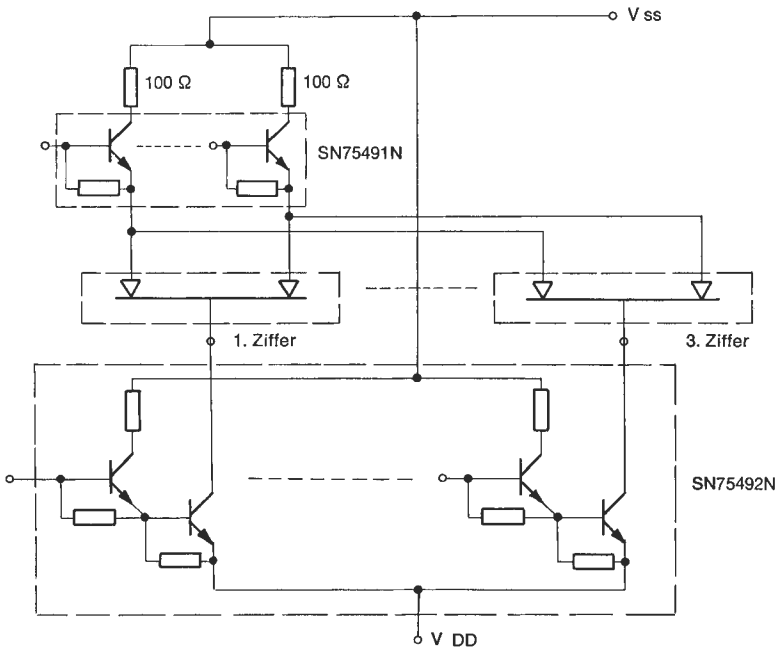 V SS
100 Ω
100 Ω
SN75491N
1. Ziffer
3. Ziffer
SN75492N
V DD